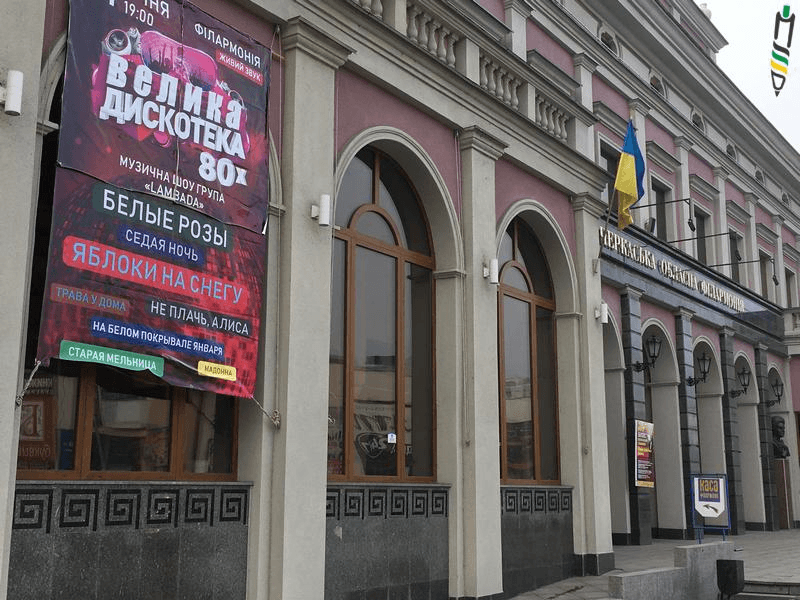 19:00
ФІЛАРМОНІЯ
ЖИВИЙ ЗВУК
Велика
ДИСКОТЕКА
80х
МУЗИЧНА ШОУ ГРУПА
«LAMBADA»
БЕЛЫЕ РОЗЫ
СЕДАЯ НОЧЬ
ЯБЛОКИ НА СНЕГУ
ТРАВА У ДОМА
НЕ ПЛАЧЬ, АЛИСА
НА БЕЛОМ ПОКРЫВАЛЕ ЯНВАРЯ
СТАРАЯ МЕЛЬНИЦА
МАДОННА
ЧЕРКАСЬКА ОБЛАСНА ФІЛАРМОНІЯ
каса